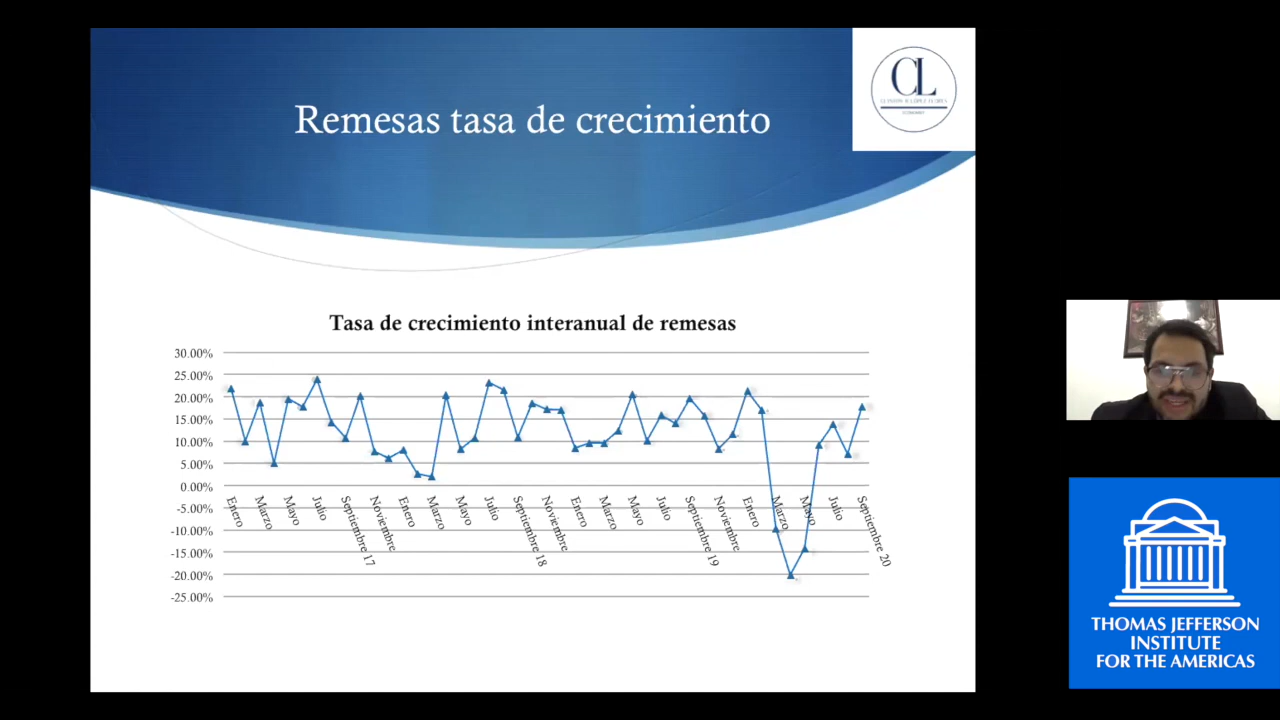 Remesas tasa de crecimiento
CL
ECONOMIST
Tasa de crecimiento interanual de remesas
30.00%
25.00%
20.00%
15.00%
10.00%
5.00%
0.00%
-5.00%
-10.00%
-15.00%
-20.00%
-25.00%
Enero
Marzo
Mayo
Julio
Septiembre 17
Noviembre
Enero
Marzo
Mayo
Julio
Septiembre 18
Noviembre
Enero
Marzo
Mayo
Julio
Septiembre 19
Noviembre
Enero
Marzo
Mayo
Julio
Septiembre 20
THOMAS JEFFERSON
INSTITUTE
FOR THE AMERICAS